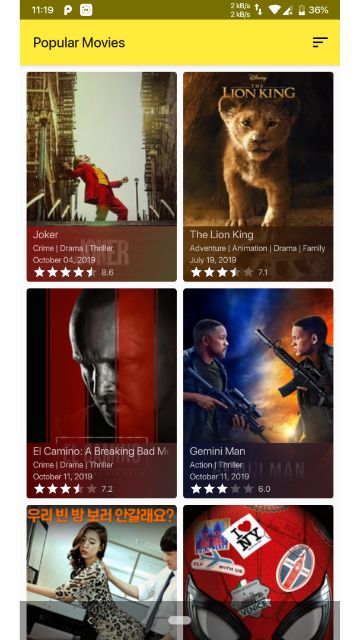 11:19
2 kB/s
2 kB/s
36%
Popular Movies
Joker
Crime | Drama | Thriller
October 04, 2019
8.6
Disney
THE
LION KING
The Lion King
Adventure | Animation | Drama | Family
July 19, 2019
7.1
El Camino: A Breaking Bad Mo
Crime | Drama | Thriller
October 11, 2019
7.2
GEMINI MAN
Gemini Man
Action | Thriller
October 11, 2019
6.0
우리 빈 방 보러 안갈래요?
I ♥
NY
FLY WITH US
VENICE